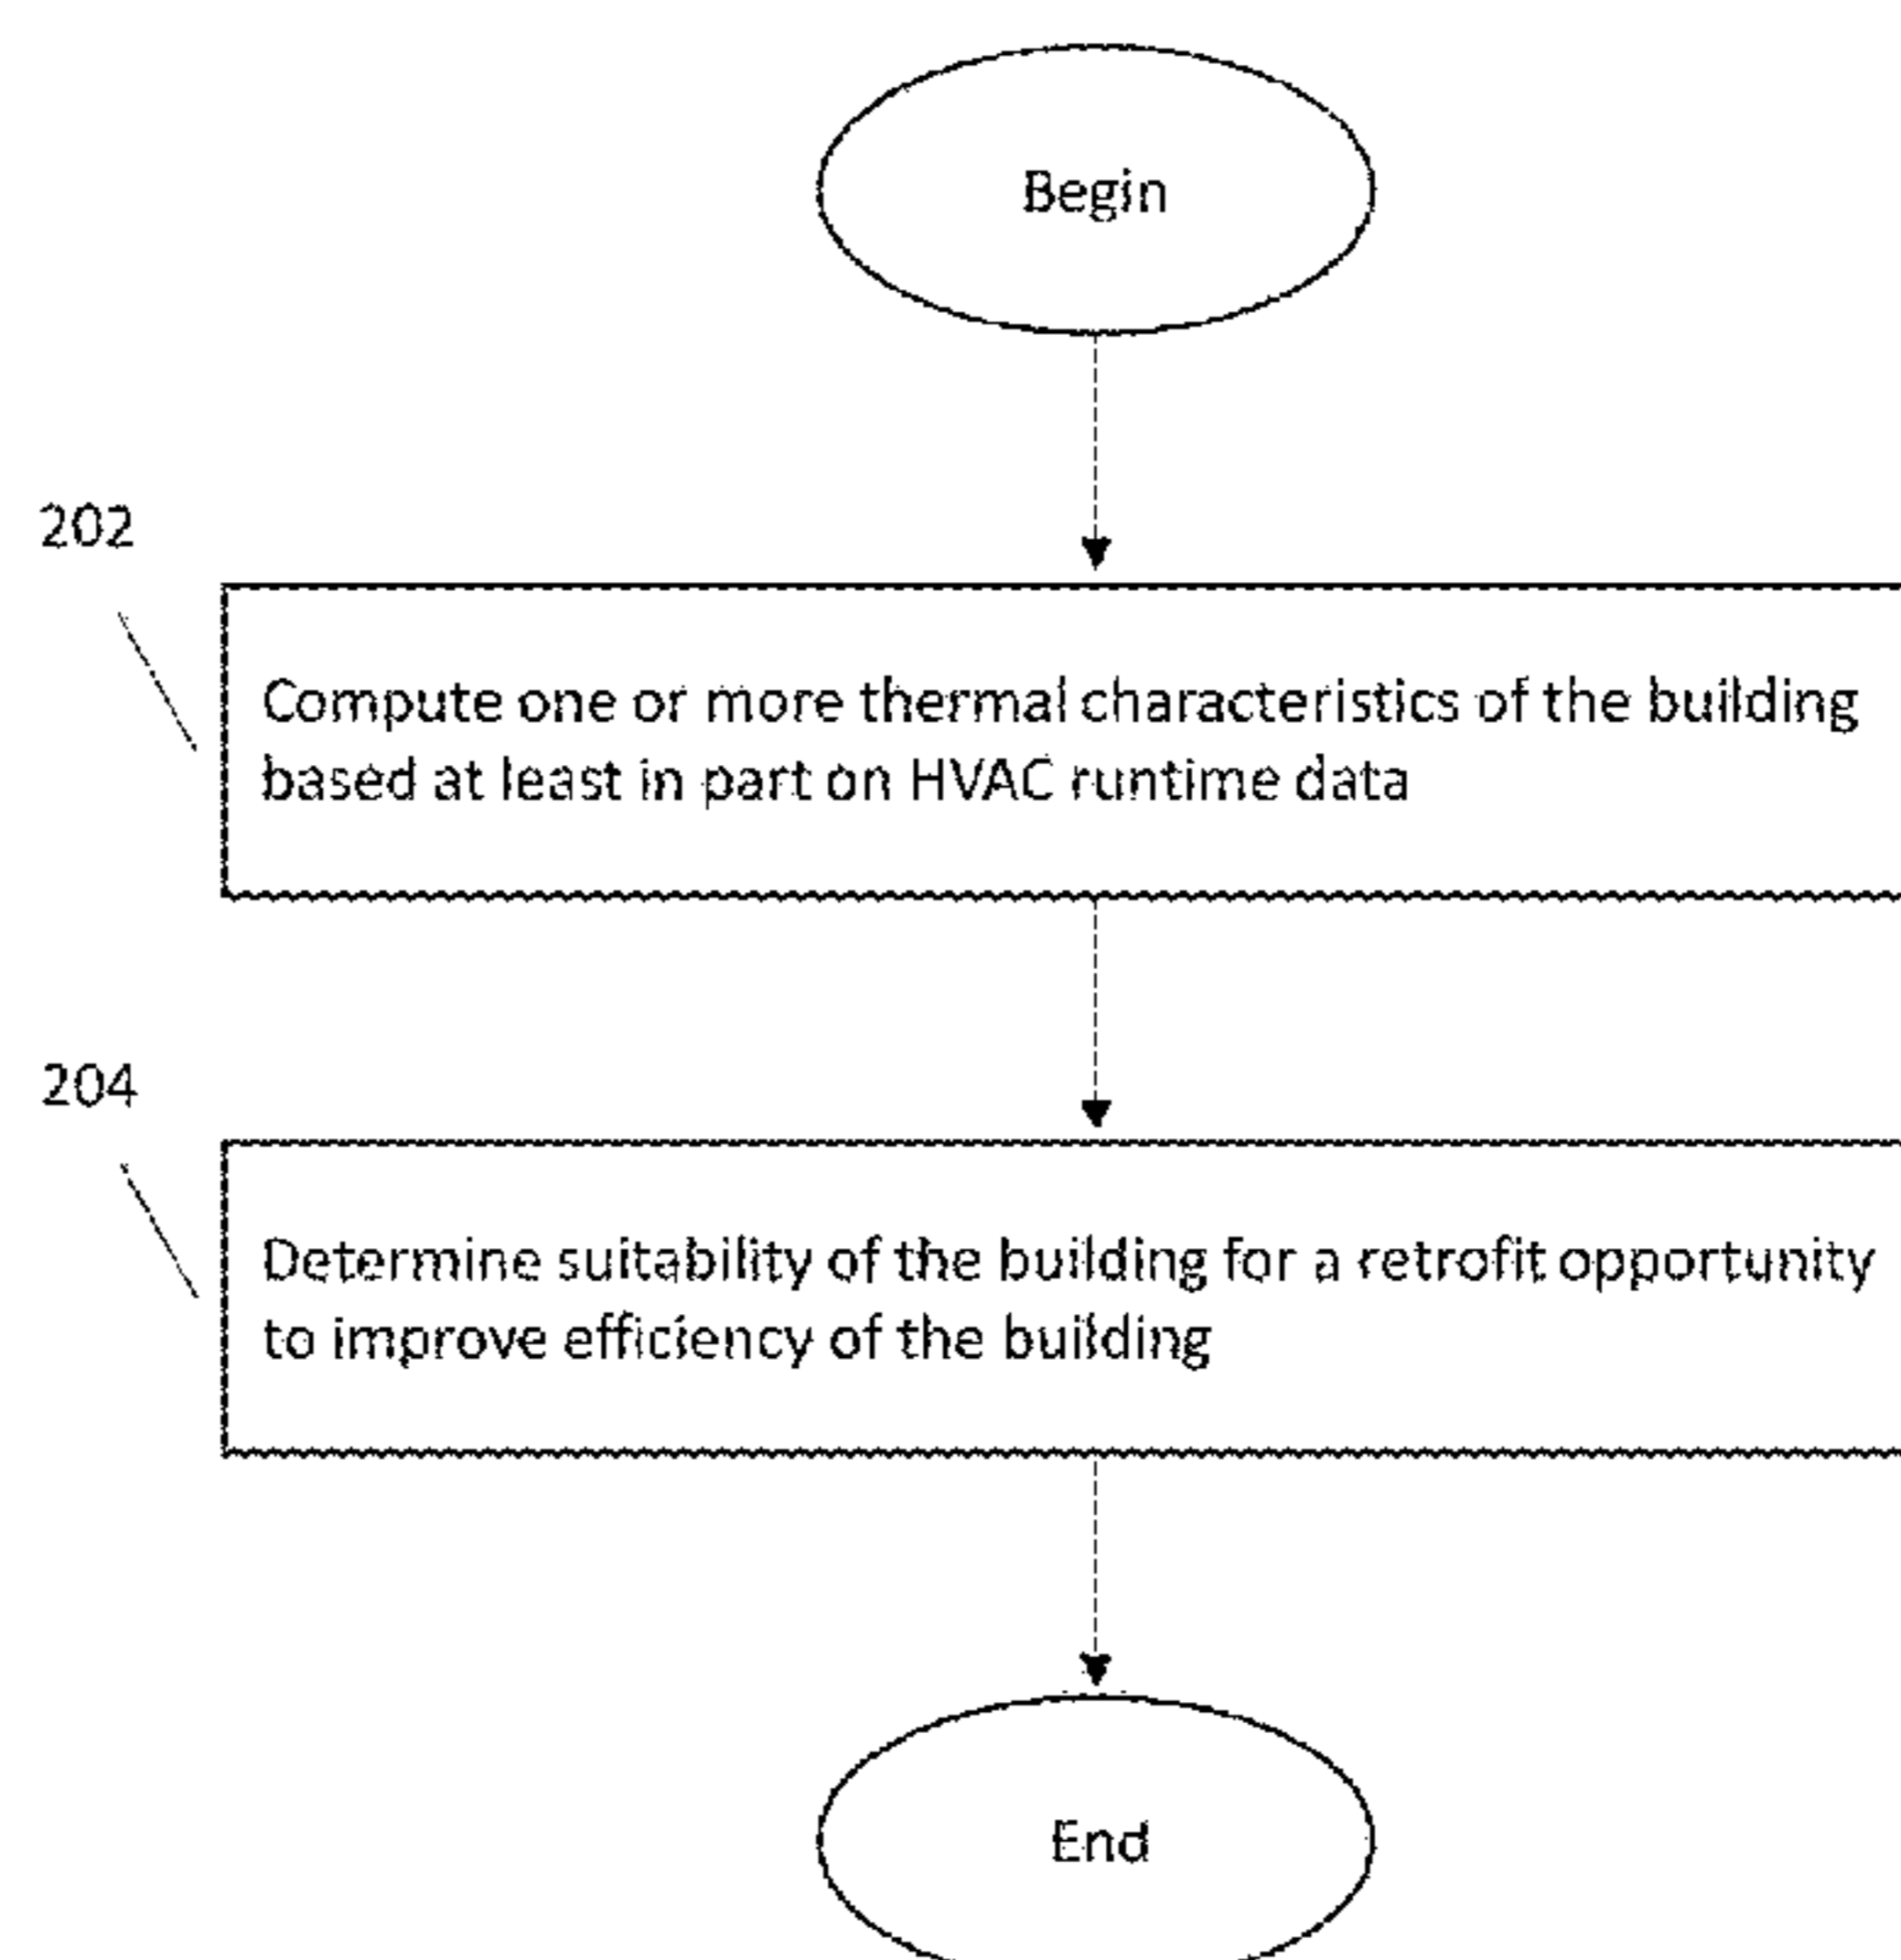 Begin
202
Compute one or more thermal characteristics of the building
based at least in part on HVAC runtime data
204
Determine suitability of the building for a retrofit opportunity
to improve efficiency of the building
End